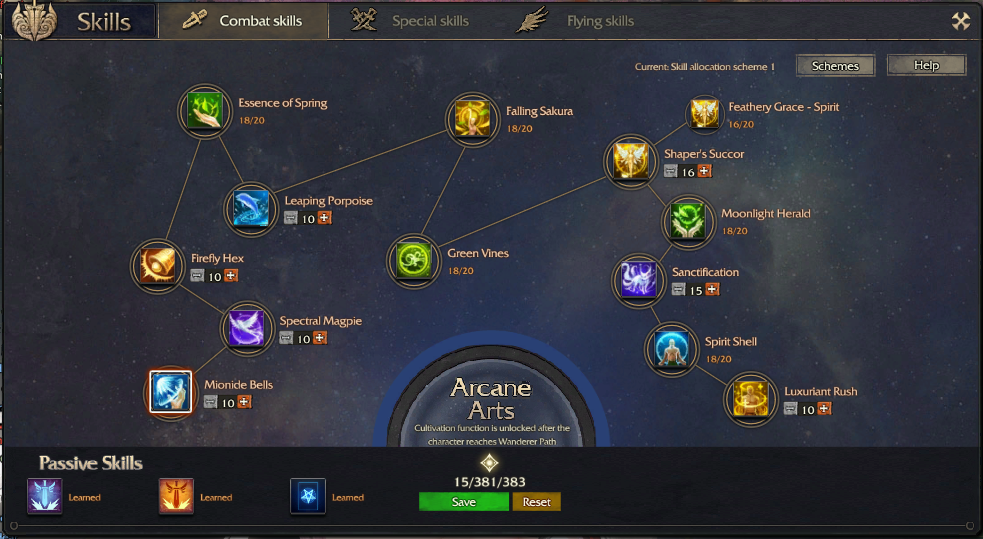 Skills
Combat skills
Special skills
Flying skills
Current: Skill allocation scheme 1
Schemes
Help
Essence of Spring
18/20
Falling Sakura
18/20
Feathery Grace - Spirit
16/20
Shaper's Succor
16
Leaping Porpoise
10
Moonlight Herald
18/20
Firefly Hex
10
Green Vines
18/20
Sanctification
15
Spectral Magpie
10
Spirit Shell
18/20
Mionide Bells
10
Luxuriant Rush
10
Arcane
Arts
Cultivation function is unlocked after the
character reaches Wanderer Path
Passive Skills
Learned
Learned
Learned
15/381/383
Save
Reset